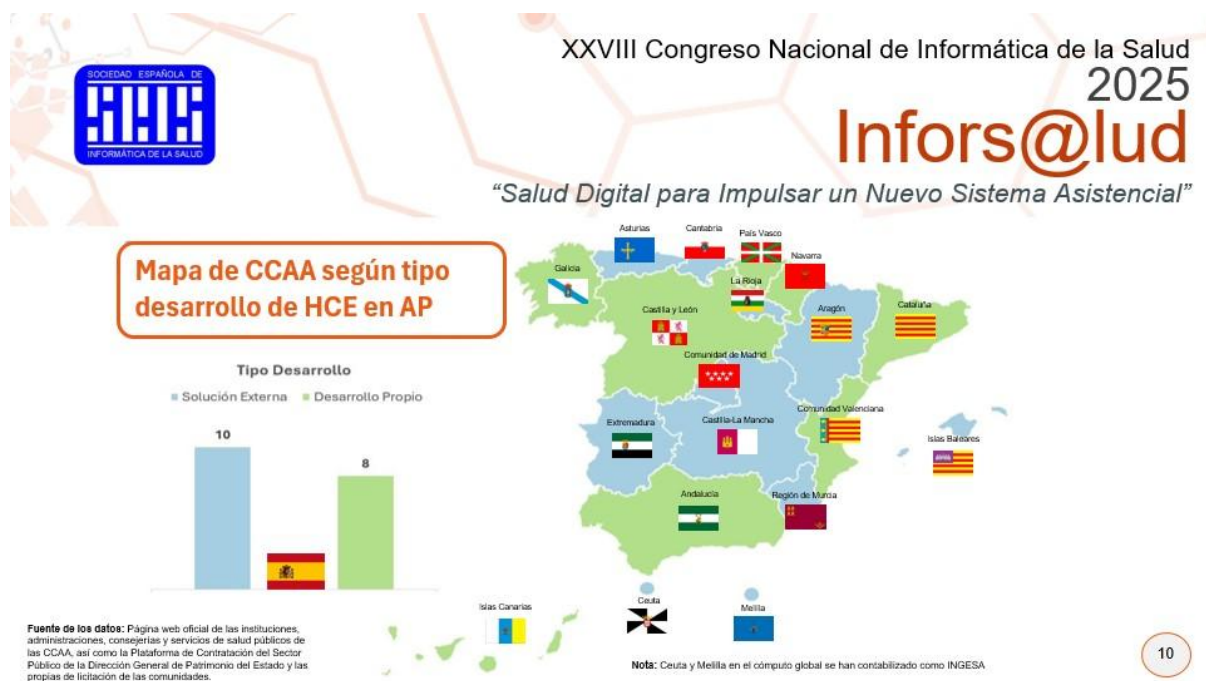 XXVIII Congreso Nacional de Informática de la Salud
2025
Infors@lud
“Salud Digital para Impulsar un Nuevo Sistema Asistencial”
SOCIEDAD ESPAÑOLA DE
SEIS
INFORMÁTICA DE LA SALUD
Mapa de CCAA según tipo
desarrollo de HCE en AP
Tipo Desarrollo
Solución Externa
Desarrollo Propio
10
8
Asturias
Cantabria
País Vasco
Navarra
Galicia
La Rioja
Castilla y León
Aragón
Cataluña
Comunidad de Madrid
Extremadura
Castilla-La Mancha
Comunidad Valenciana
Islas Baleares
Andalucía
Región de Murcia
Ceuta
Melilla
Islas Canarias
Fuente de los datos: Página web oficial de las instituciones,
administraciones, consejerías y servicios de salud públicos de
las CCAA, así como la Plataforma de Contratación del Sector
Público de la Dirección General de Patrimonio del Estado y las
propias de licitación de las comunidades.
Nota: Ceuta y Melilla en el cómputo global se han contabilizado como INGESA
10